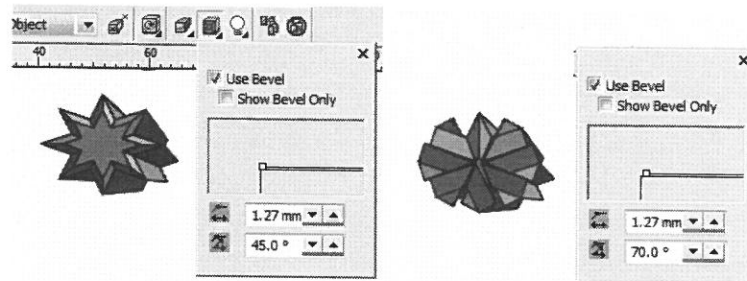 Object
40 60
Use Bevel
Show Bevel Only
1.27 mm
45.0 °
Use Bevel
Show Bevel Only
1.27 mm
70.0 °